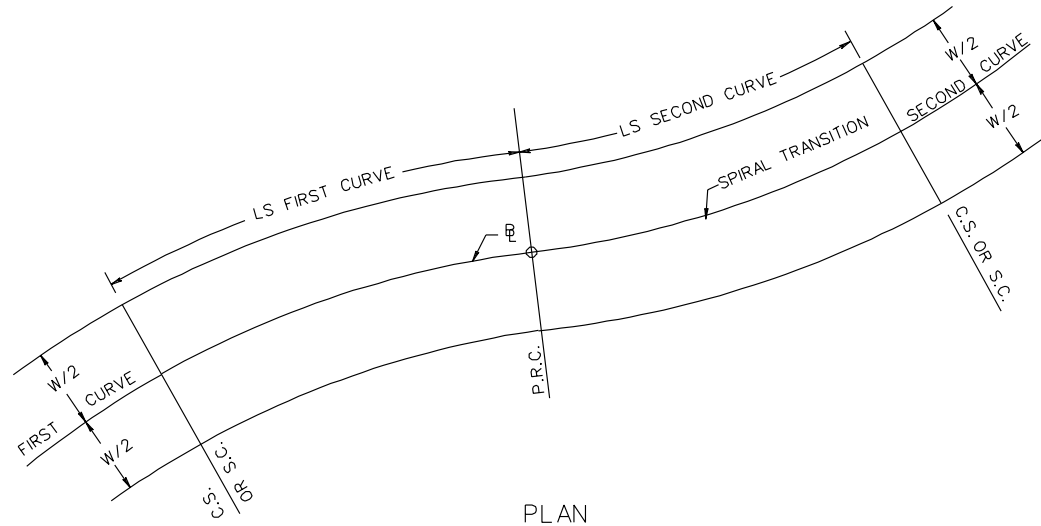 W/2
SECOND CURVE
W/2
LS SECOND CURVE
SPIRAL TRANSITION
LS FIRST CURVE
C.S. OR S.C.
P.R.C.
W/2
FIRST CURVE
W/2
C.S.
OR S.C.
PLAN